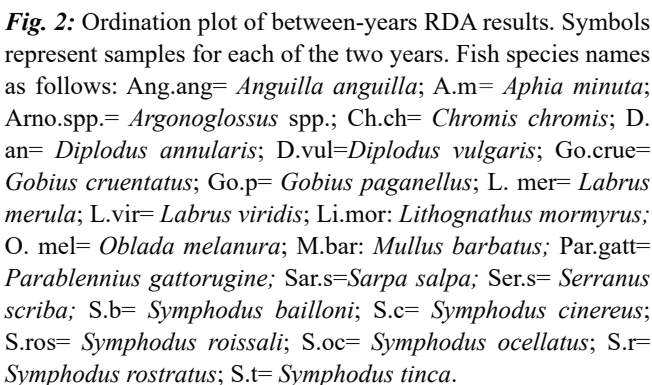 Fig. 2: Ordination plot of between-years RDA results. Symbols
represent samples for each of the two years. Fish species names
as follows: Ang.ang= Anguilla anguilla; A.m= Aphia minuta;
Arno.spp.= Argonoglossus spp.; Ch.ch= Chromis chromis; D.
an= Diplodus annularis; D.vul=Diplodus vulgaris; Go.crue=
Gobius cruentatus; Go.p= Gobius paganellus; L. mer= Labrus
merula; L.vir= Labrus viridis; Li.mor: Lithognathus mormyrus;
O. mel= Oblada melanura; M.bar: Mullus barbatus; Par.gatt=
Parablennius gattorugine; Sar.s=Sarpa salpa; Ser.s= Serranus
scriba; S.b= Symphodus bailloni; S.c= Symphodus cinereus;
S.ros= Symphodus roissali; S.oc= Symphodus ocellatus; S.r=
Symphodus rostratus; S.t= Symphodus tinca.